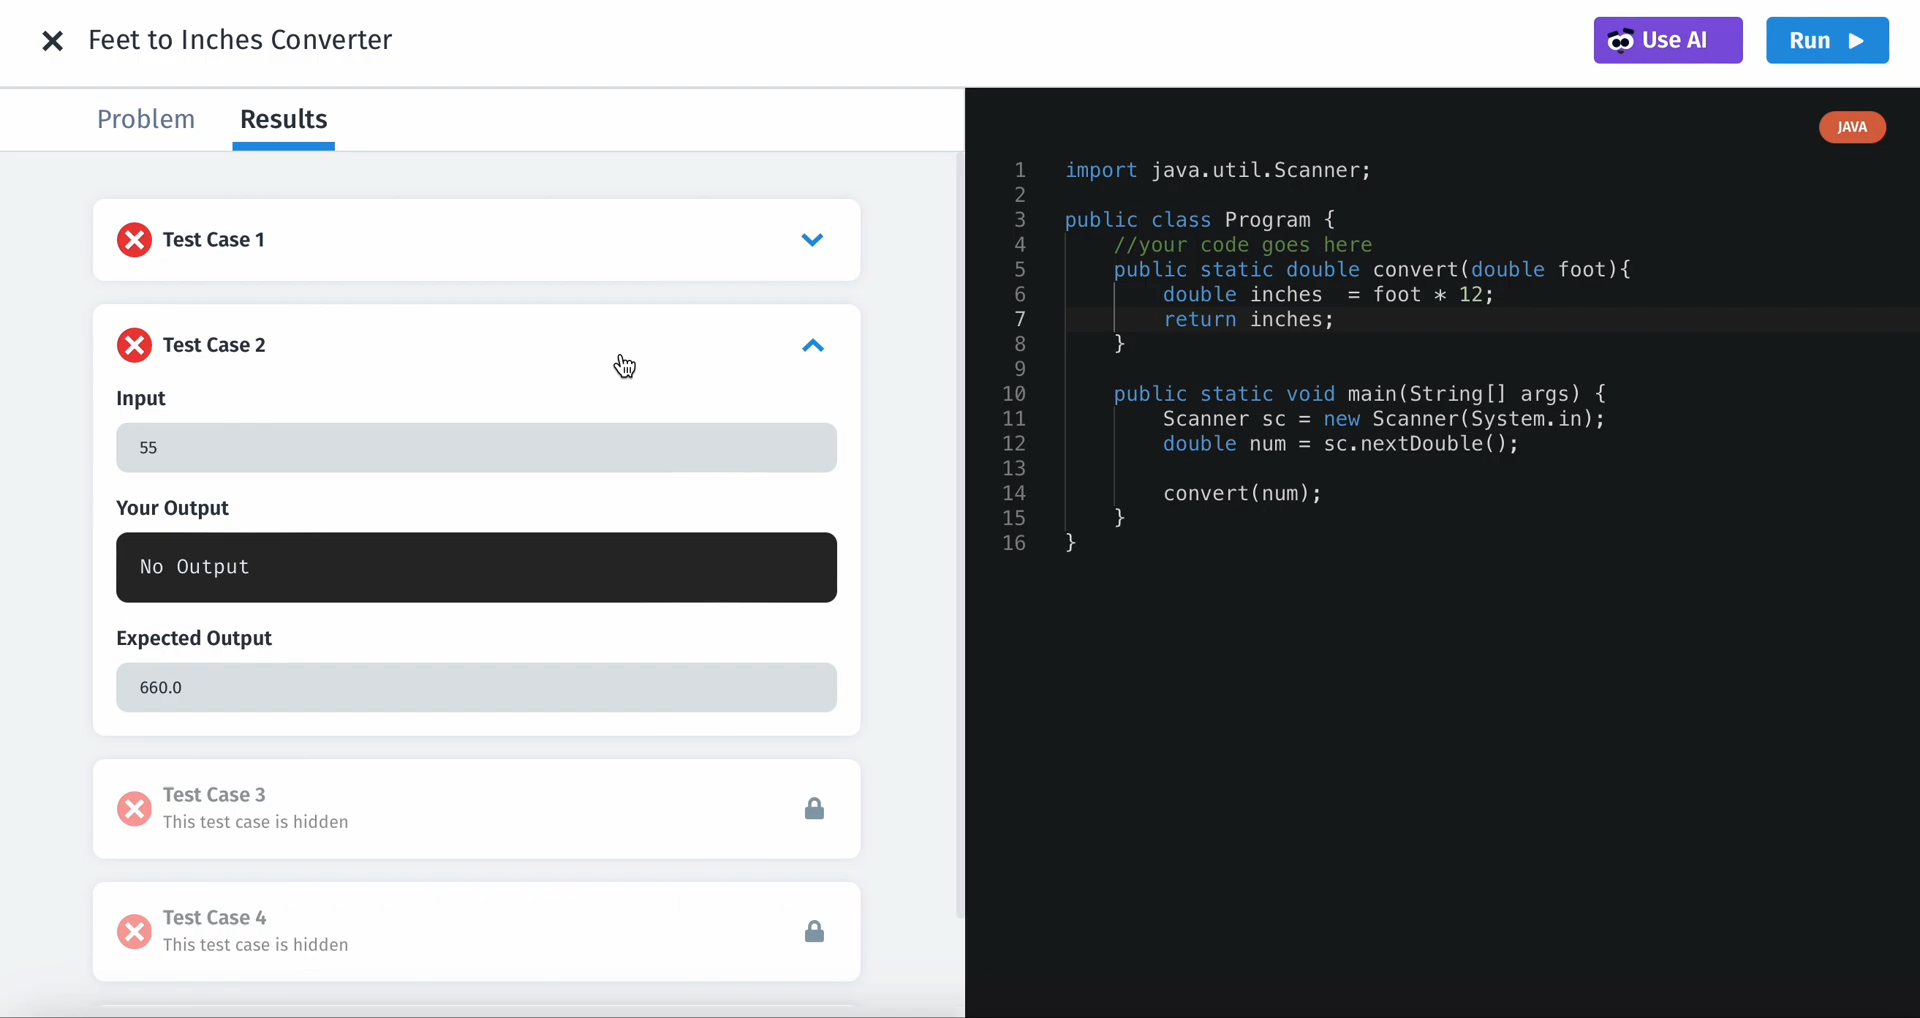 Feet to Inches Converter
Use AI
Run
Problem
Results
Test Case 1
Test Case 2
Input
55
Your Output
No Output
Expected Output
660.0
Test Case 3
This test case is hidden
Test Case 4
This test case is hidden
JAVA
1 import java.util.Scanner;
2
3 public class Program {
4     //your code goes here
5     public static double convert(double foot){
6         double inches  = foot * 12;
7         return inches;
8     }
9
10     public static void main(String[] args) {
11         Scanner sc = new Scanner(System.in);
12         double num = sc.nextDouble();
13
14         convert(num);
15     }
16 }